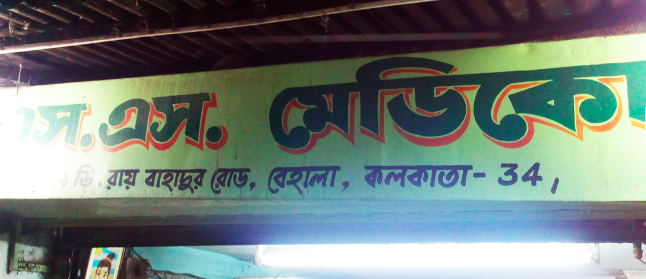 এস.এস. মেডিকে
ডি. রায় বাহাদুর রোড, বেহালা, কলকাতা - 34,